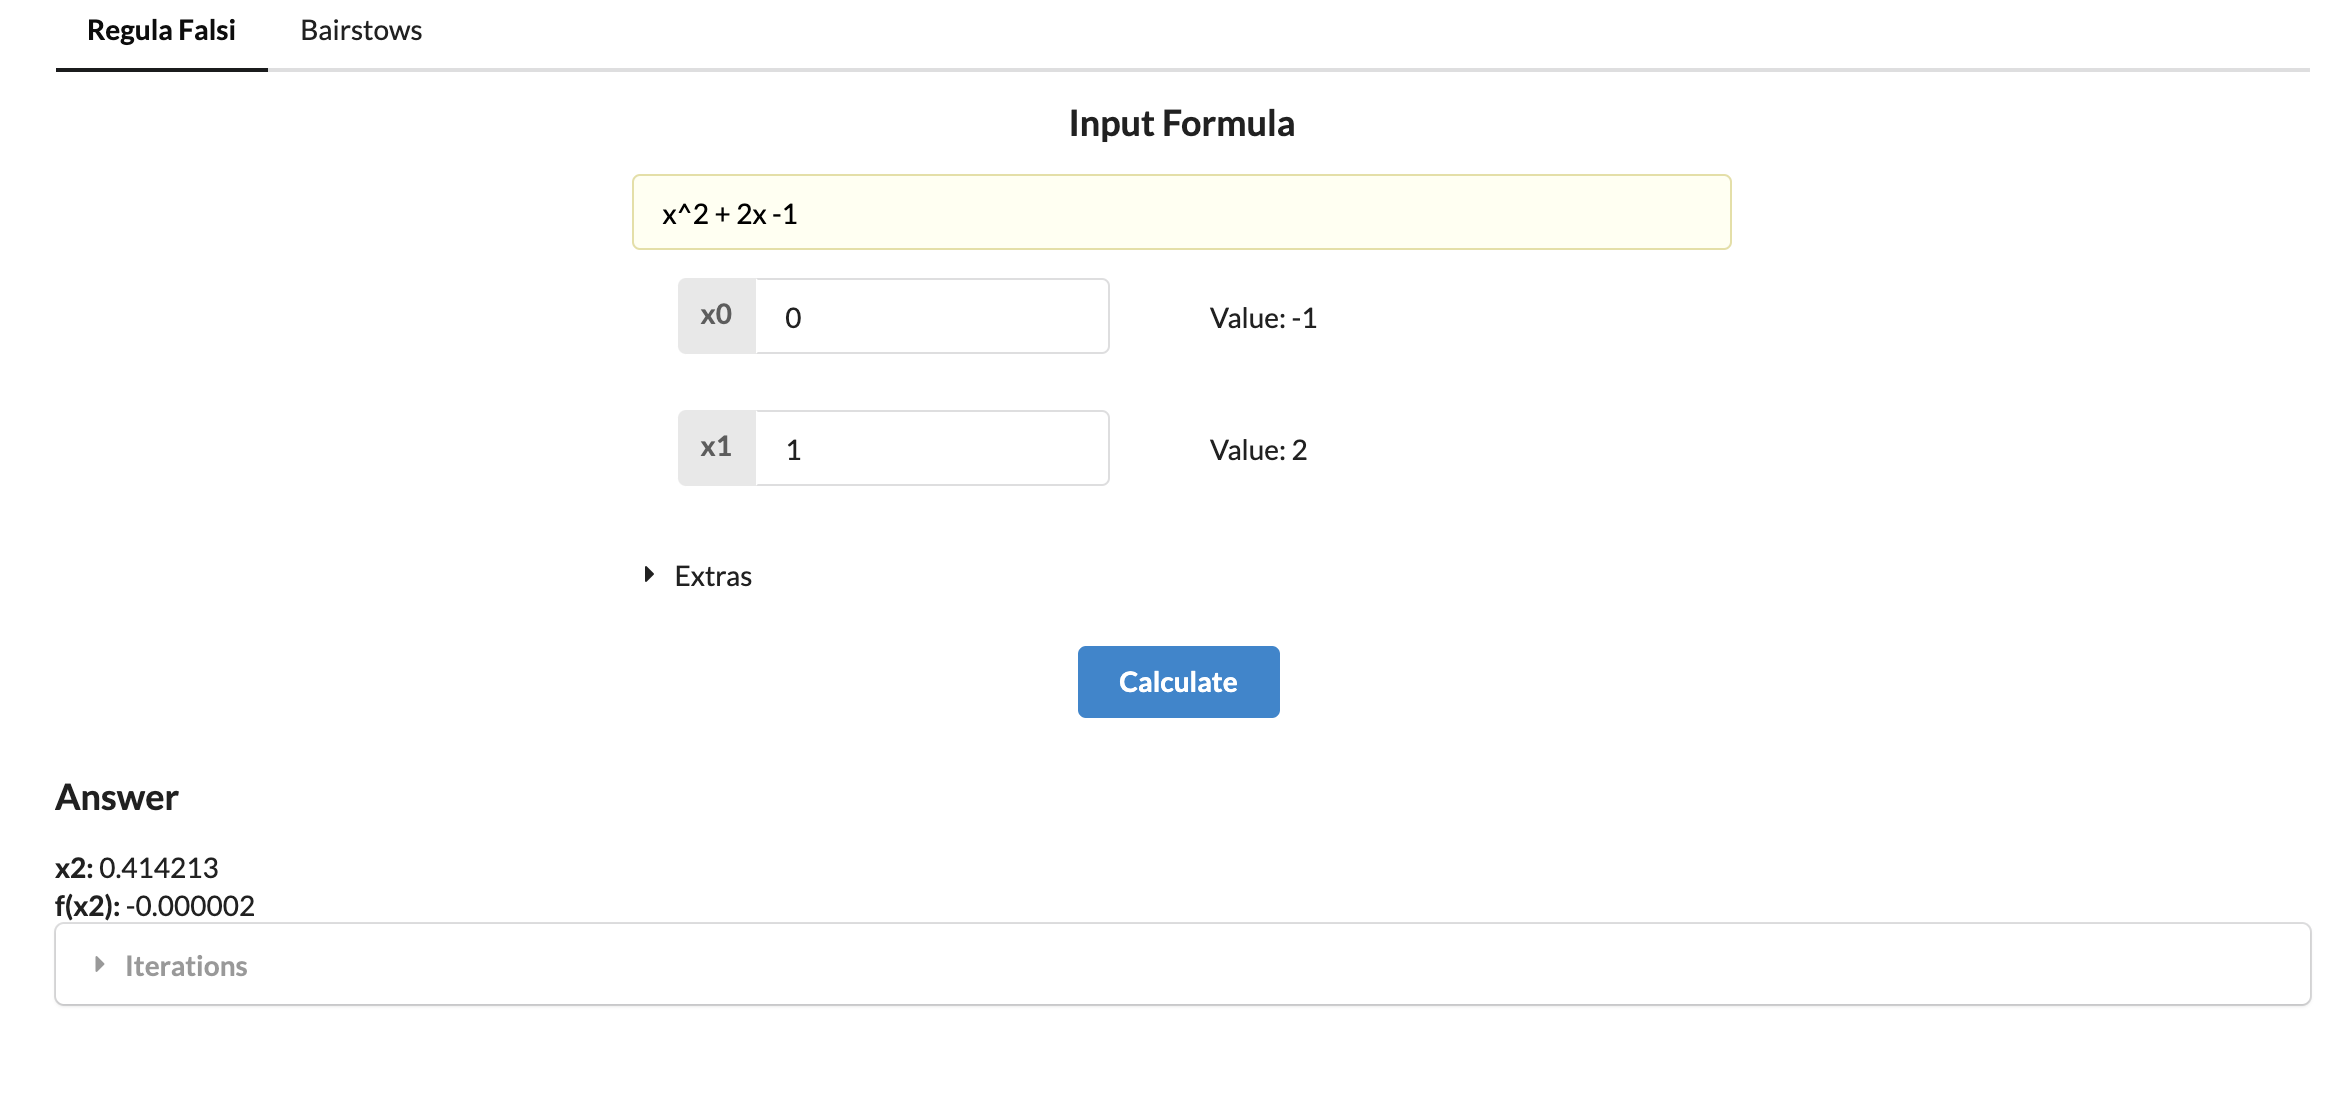 Regula Falsi Bairstows
Input Formula
x^2 + 2x -1
x0 0 Value: -1
x1 1 Value: 2
Extras
Calculate
Answer
x2: 0.414213
f(x2): -0.000002
Iterations